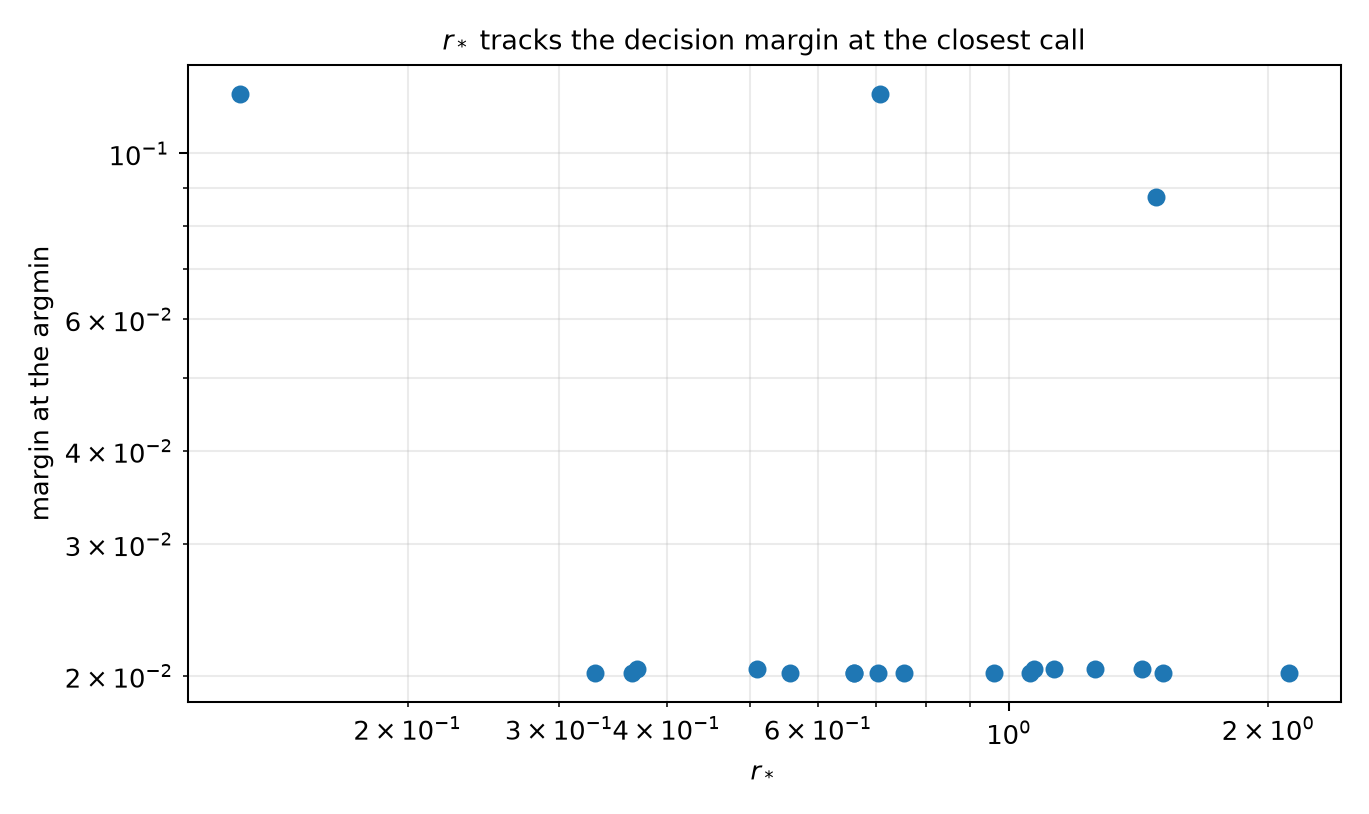 r* tracks the decision margin at the closest call
margin at the argmin
10⁻¹
6 × 10⁻²
4 × 10⁻²
3 × 10⁻²
2 × 10⁻²
2 × 10⁻¹
3 × 10⁻¹
4 × 10⁻¹
6 × 10⁻¹
10⁰
2 × 10⁰
r*